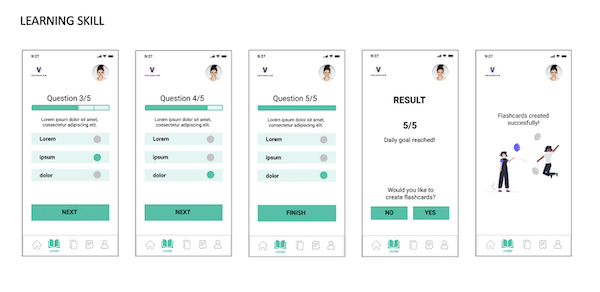 LEARNING SKILL
9:27
V
Question 3/5
Lorem ipsum dolor sit amet,
consectetur adipiscing elit.
Lorem
ipsum
dolor
NEXT
LEARN
9:27
V
Question 4/5
Lorem ipsum dolor sit amet,
consectetur adipiscing elit.
Lorem
ipsum
dolor
NEXT
LEARN
9:27
V
Question 5/5
Lorem ipsum dolor sit amet,
consectetur adipiscing elit.
Lorem
ipsum
dolor
FINISH
LEARN
9:27
V
RESULT
5/5
Daily goal reached!
Would you like to
create flashcards?
NO
YES
LEARN
9:27
V
Flashcards created
succesfully!
LEARN